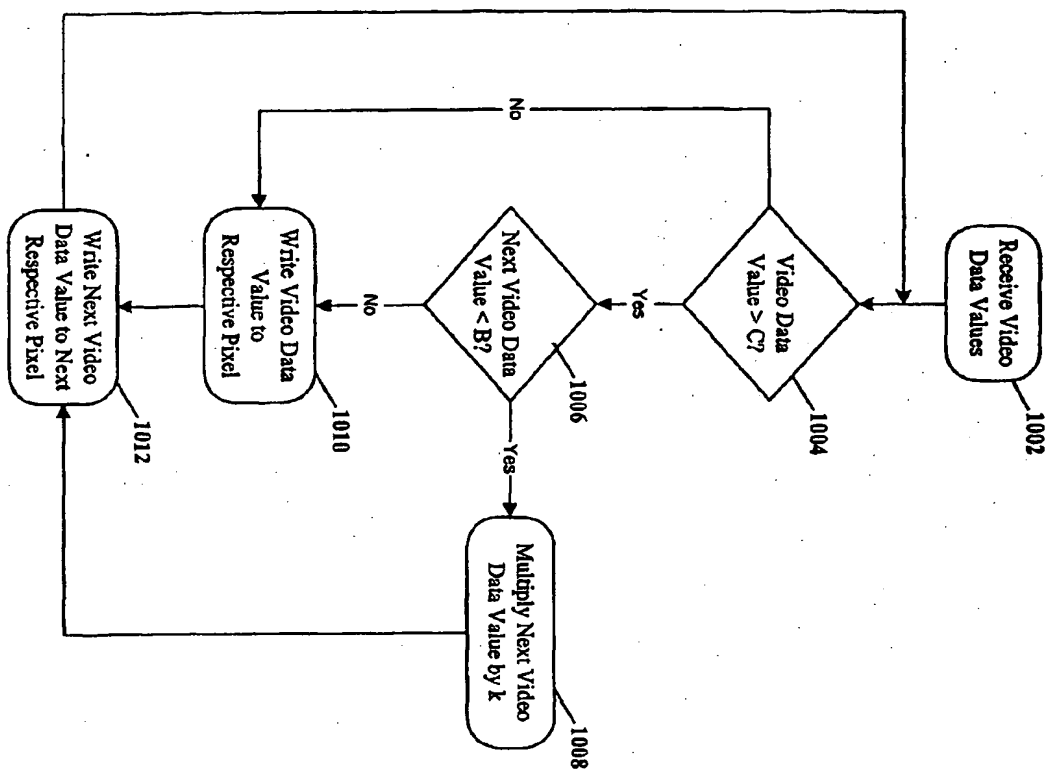 Receive Video
Data Values
1002
Video Data
Value > C?
1004
No
Yes
Next Video Data
Value < B?
1006
No
Yes
Multiply Next Video
Data Value by k
1008
Write Video Data
Value to
Respective Pixel
1010
Write Next Video
Data Value to Next
Respective Pixel
1012